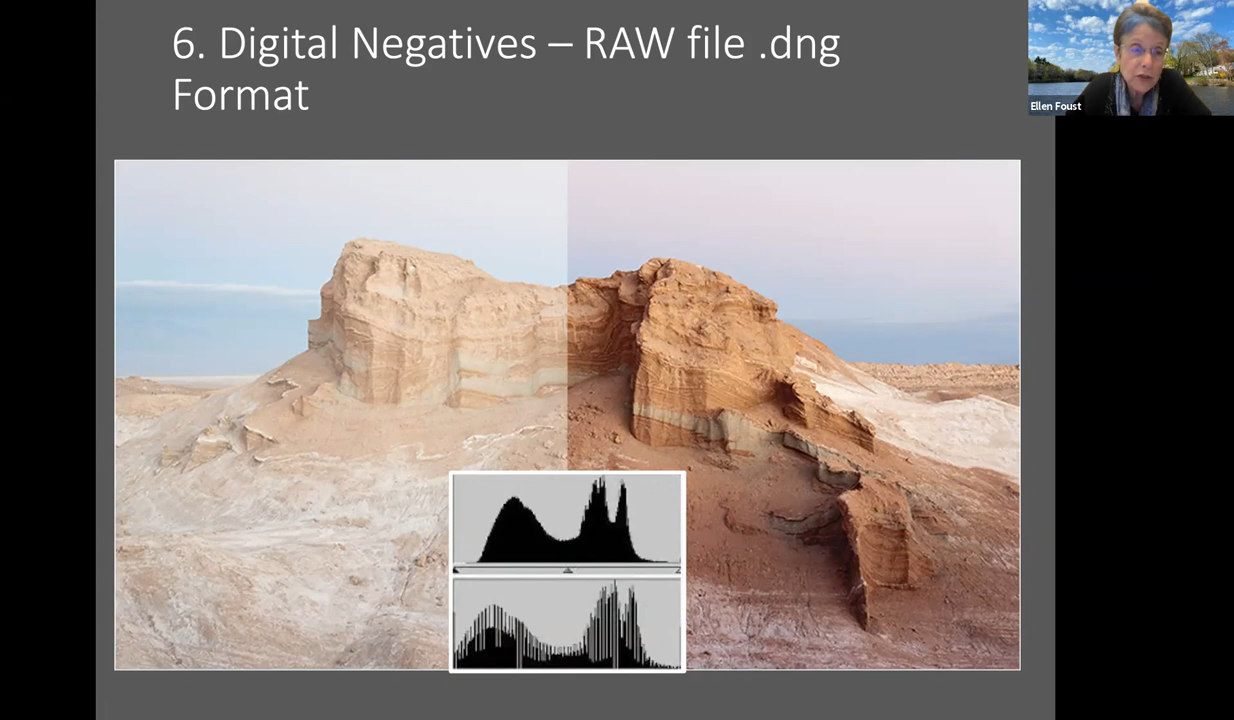 6. Digital Negatives – RAW file .dng
Format
Ellen Foust